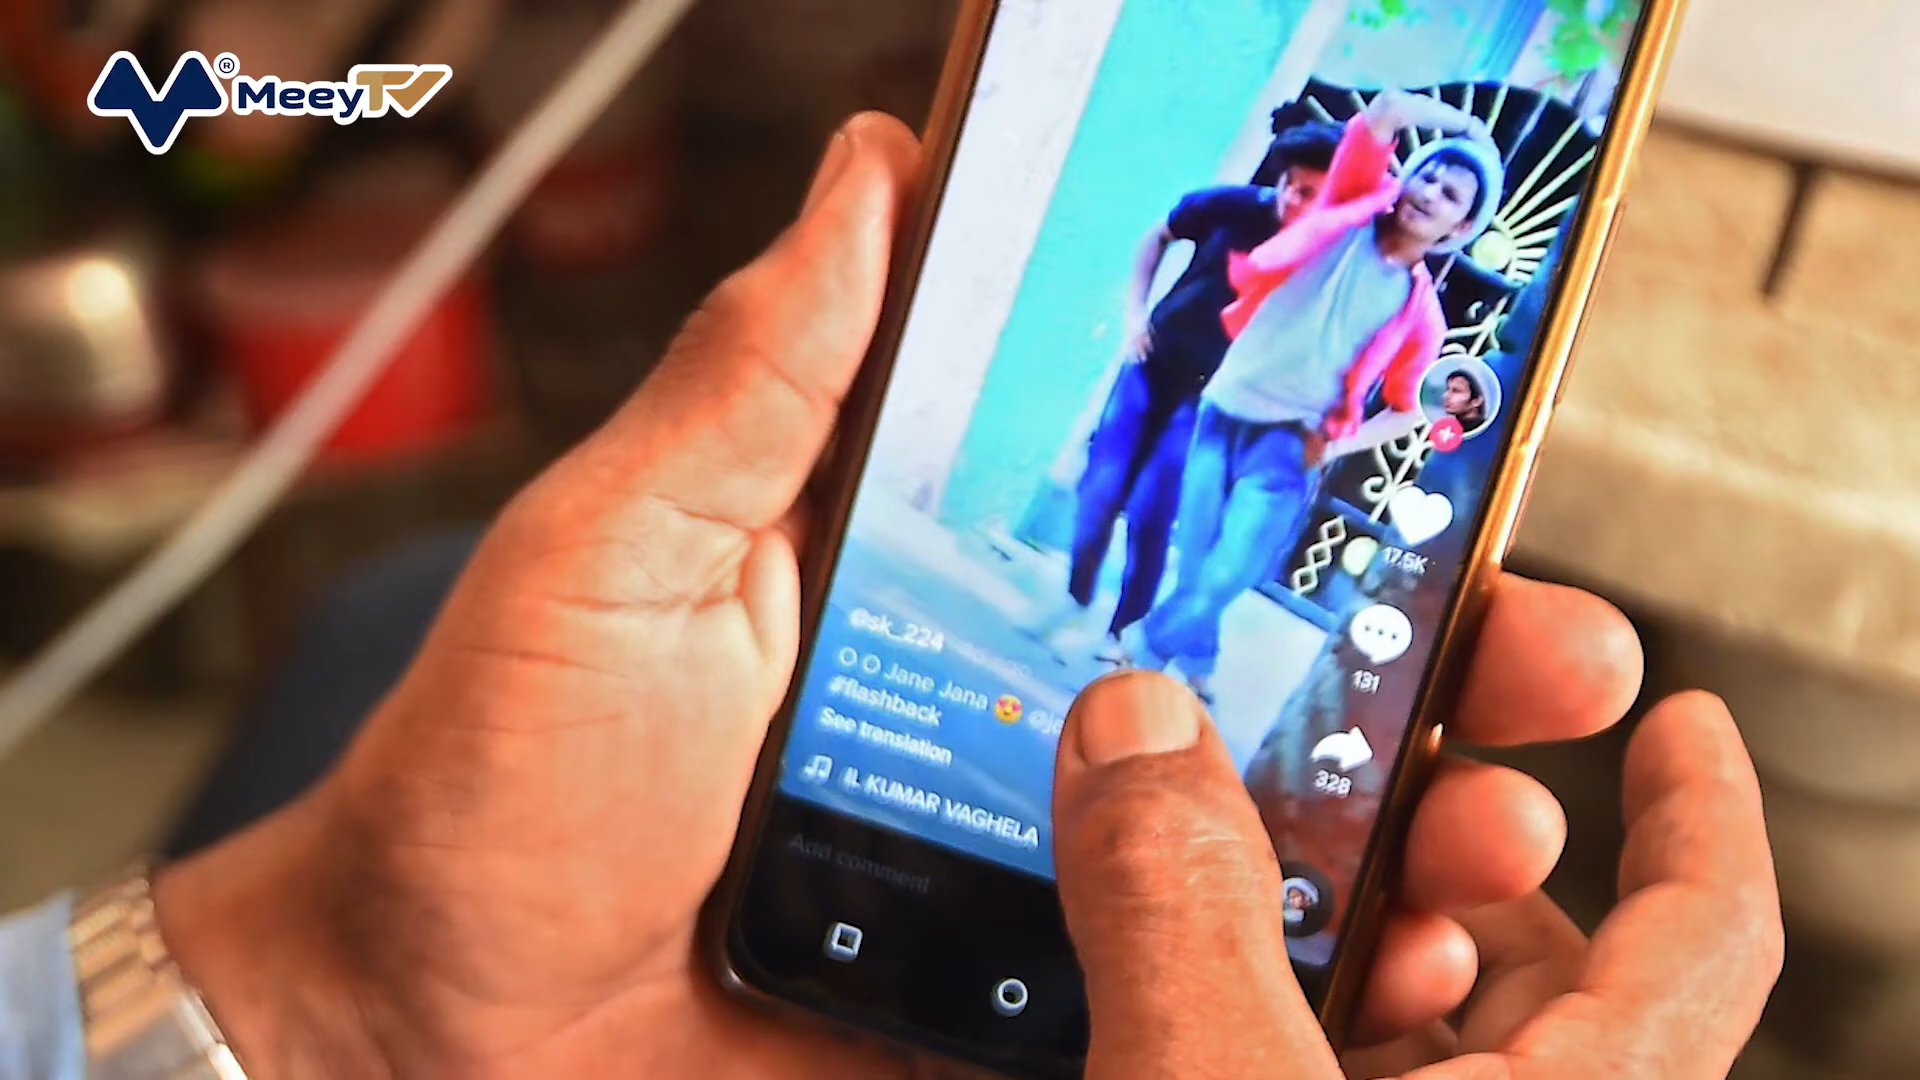 MeeyTV
17.5K
131
328
@sk_224
Jane Jana 😍
#flashback
See translation
IL KUMAR VAGHELA
Add comment